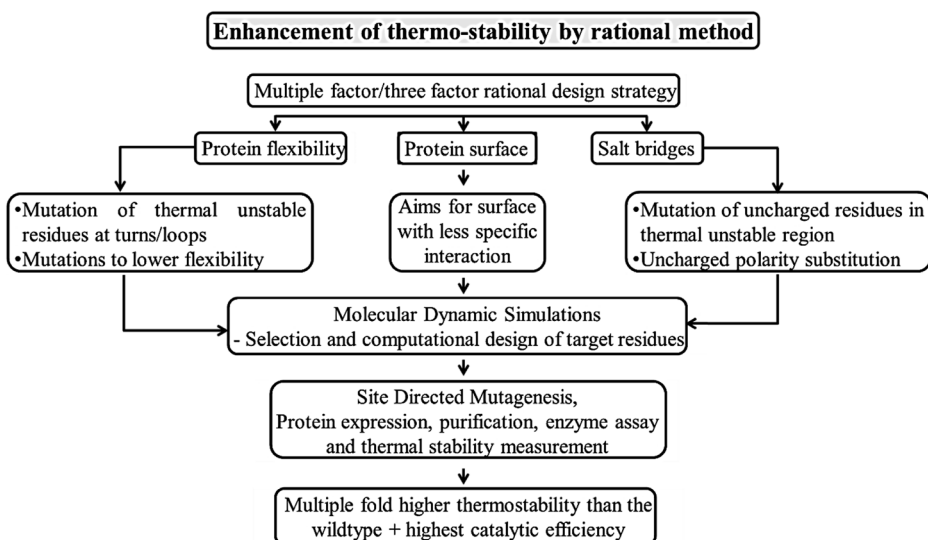 Enhancement of thermo-stability by rational method
Multiple factor/three factor rational design strategy
Protein flexibility
Protein surface
Salt bridges
•Mutation of thermal unstable
residues at turns/loops
•Mutations to lower flexibility
Aims for surface
with less specific
interaction
•Mutation of uncharged residues in
thermal unstable region
•Uncharged polarity substitution
Molecular Dynamic Simulations
- Selection and computational design of target residues
Site Directed Mutagenesis,
Protein expression, purification, enzyme assay
and thermal stability measurement
Multiple fold higher thermostability than the
wildtype + highest catalytic efficiency